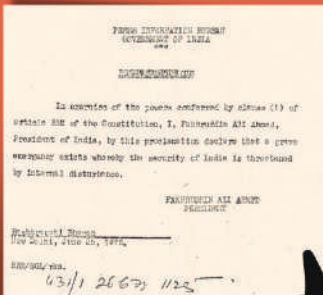 PRESS INFORMATION BUREAU
GOVERNMENT OF INDIA
***
In exercise of the powers conferred by clause (1) of
Article 352 of the Constitution, I, Fakhruddin Ali Ahmed,
President of India, by this proclamation declare that a grave
emergency exists whereby the security of India is threatened
by internal disturbance.
FAKHRUDDIN ALI AHMED
PRESIDENT
Rashtrapati Bhavan
New Delhi, June 25, 1975.